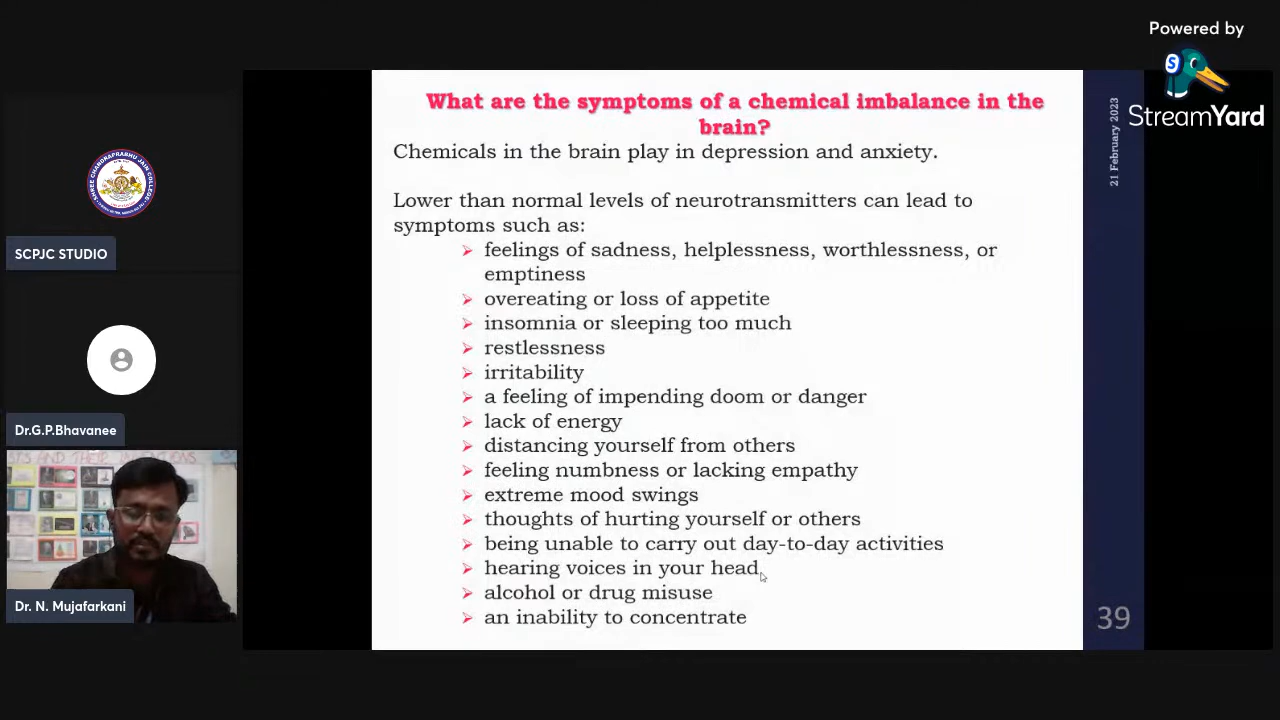 Powered by
StreamYard
What are the symptoms of a chemical imbalance in the
brain?
Chemicals in the brain play in depression and anxiety.
Lower than normal levels of neurotransmitters can lead to
symptoms such as:
feelings of sadness, helplessness, worthlessness, or
emptiness
overeating or loss of appetite
insomnia or sleeping too much
restlessness
irritability
a feeling of impending doom or danger
lack of energy
distancing yourself from others
feeling numbness or lacking empathy
extreme mood swings
thoughts of hurting yourself or others
being unable to carry out day-to-day activities
hearing voices in your head
alcohol or drug misuse
an inability to concentrate
21 February 2023
39
SHREE CHANDRAPRABHU JAIN COLLEGE
SCPJC STUDIO
Dr.G.P.Bhavanee
Dr. N. Mujafarkani